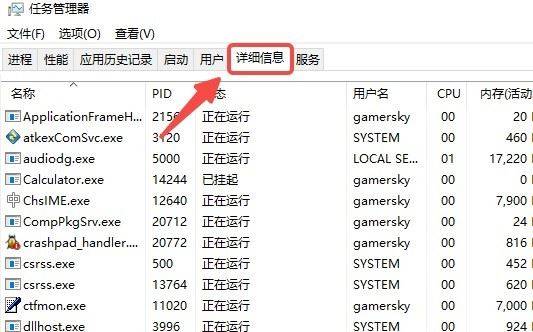 任务管理器
文件(F) 选项(O) 查看(V)
进程 性能 应用历史记录 启动 用户 详细信息 服务
名称 PID 态 用户名 CPU 内存(活动
ApplicationFrameH... 2156 正在运行 gamersky 00 20
atkexComSvc.exe 3120 正在运行 SYSTEM 00 460
audiodg.exe 5000 正在运行 LOCAL SE... 01 17,220
Calculator.exe 14244 已挂起 gamersky 00 0
ChsIME.exe 12640 正在运行 gamersky 00 7,900
CompPkgSrv.exe 20712 正在运行 gamersky 00 24
crashpad_handler.... 20772 正在运行 gamersky 00 816
csrss.exe 500 正在运行 SYSTEM 00 452
csrss.exe 13764 正在运行 SYSTEM 00 620
ctfmon.exe 11020 正在运行 gamersky 00 7,000
dllhost.exe 3996 正在运行 SYSTEM 00 524